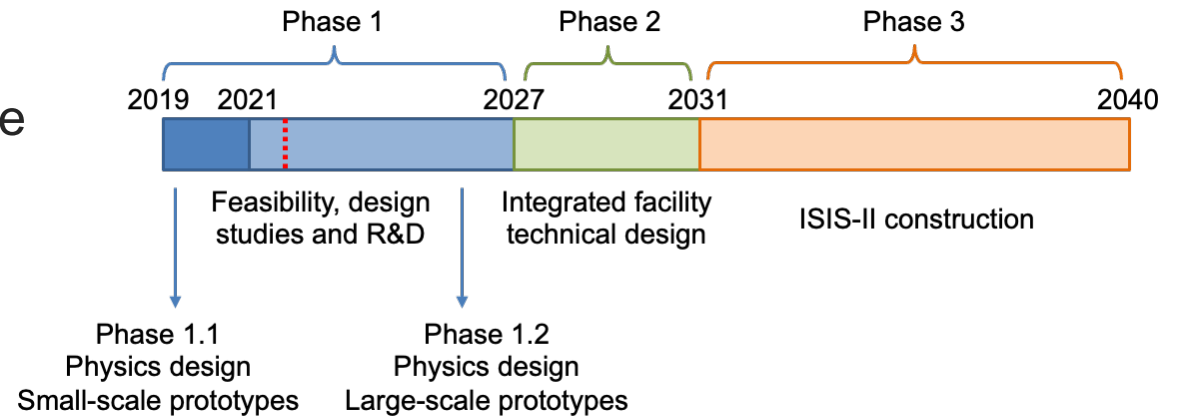 Phase 1
Phase 2
Phase 3
2019
2021
2027
2031
2040
e
Feasibility, design
studies and R&D
Integrated facility
technical design
ISIS-II construction
Phase 1.1
Physics design
Small-scale prototypes
Phase 1.2
Physics design
Large-scale prototypes